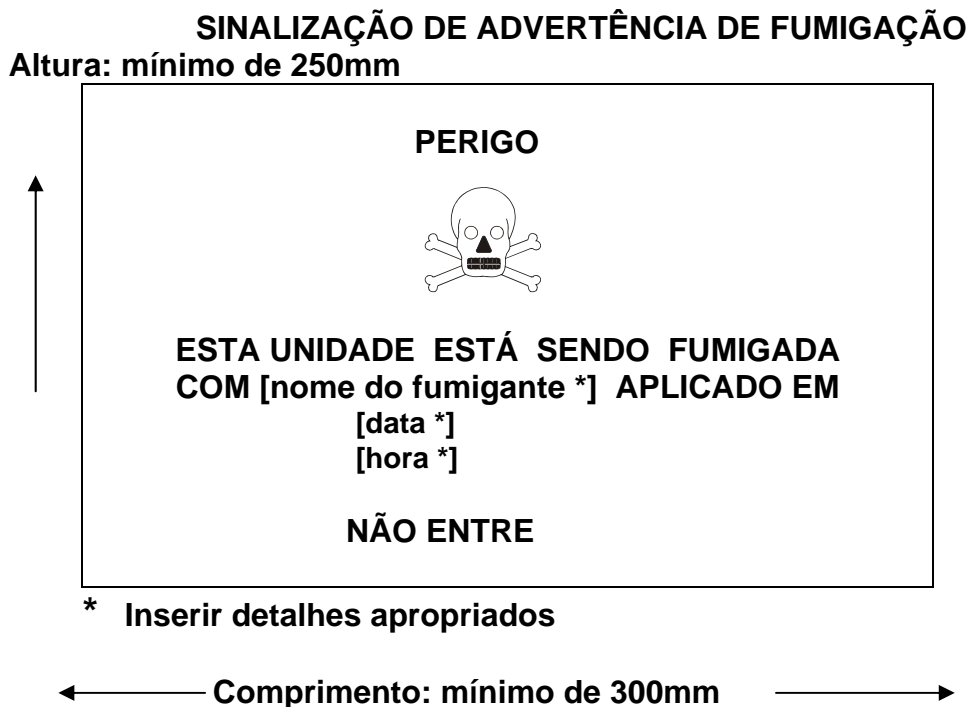 SINALIZAÇÃO DE ADVERTÊNCIA DE FUMIGAÇÃO
Altura: mínimo de 250mm
PERIGO
ESTA UNIDADE ESTÁ SENDO FUMIGADA
COM [nome do fumigante *] APLICADO EM
[data *]
[hora *]
NÃO ENTRE
* Inserir detalhes apropriados
Comprimento: mínimo de 300mm